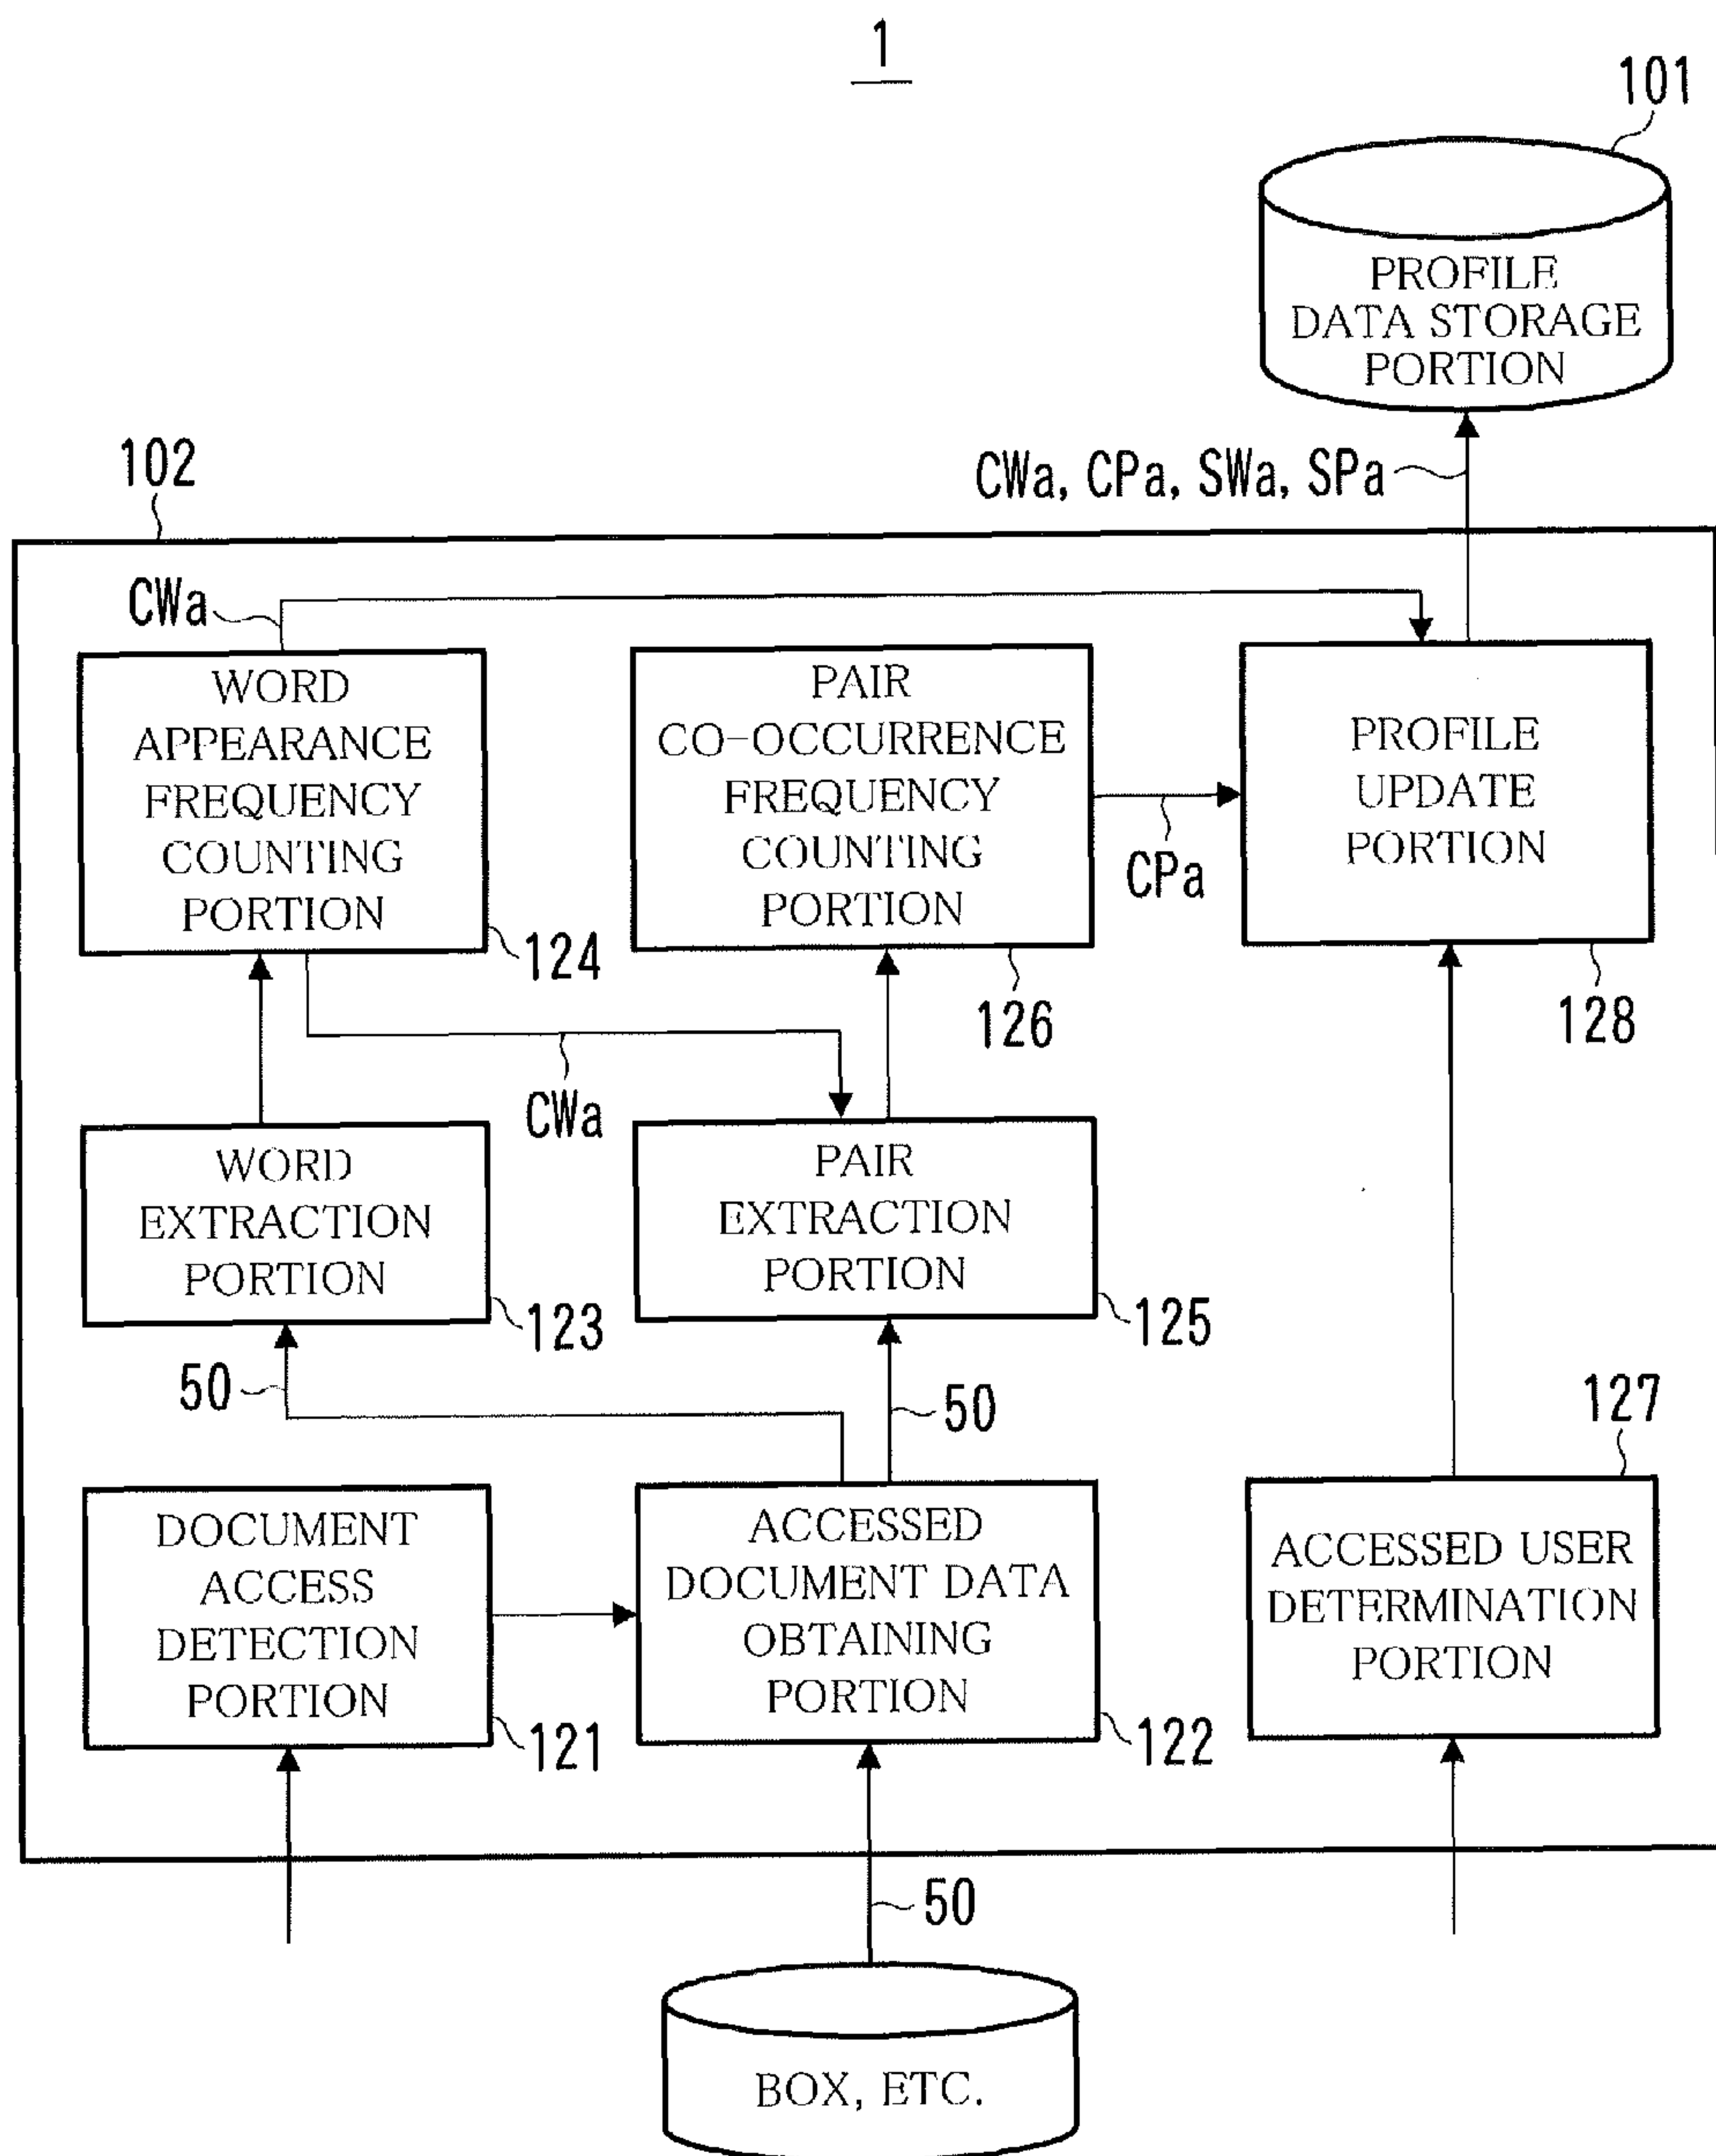 1
101
PROFILE
DATA STORAGE
PORTION
102
CWa, CPa, SWa, SPa
CWa
WORD
APPEARANCE
FREQUENCY
COUNTING
PORTION
124
PAIR
CO-OCCURRENCE
FREQUENCY
COUNTING
PORTION
126
CPa
PROFILE
UPDATE
PORTION
128
CWa
WORD
EXTRACTION
PORTION
123
PAIR
EXTRACTION
PORTION
125
50
50
127
DOCUMENT
ACCESS
DETECTION
PORTION
121
ACCESSED
DOCUMENT DATA
OBTAINING
PORTION
122
ACCESSED USER
DETERMINATION
PORTION
50
BOX, ETC.